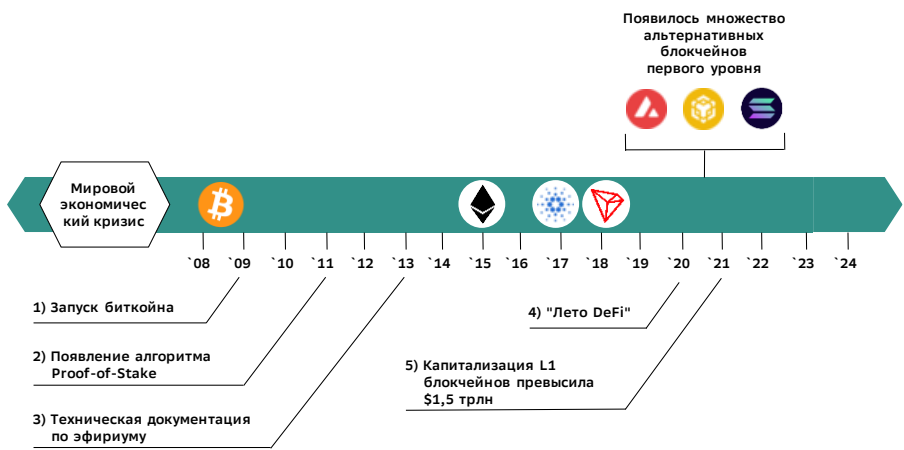 Появилось множество
альтернативных
блокчейнов
первого уровня
Мировой
экономичес
кий кризис
`08 `09 `10 `11 `12 `13 `14 `15 `16 `17 `18 `19 `20 `21 `22 `23 `24
1) Запуск биткойна
4) "Лето DeFi"
2) Появление алгоритма
Proof-of-Stake
5) Капитализация L1
блокчейнов превысила
$1,5 трлн
3) Техническая документация
по эфириуму